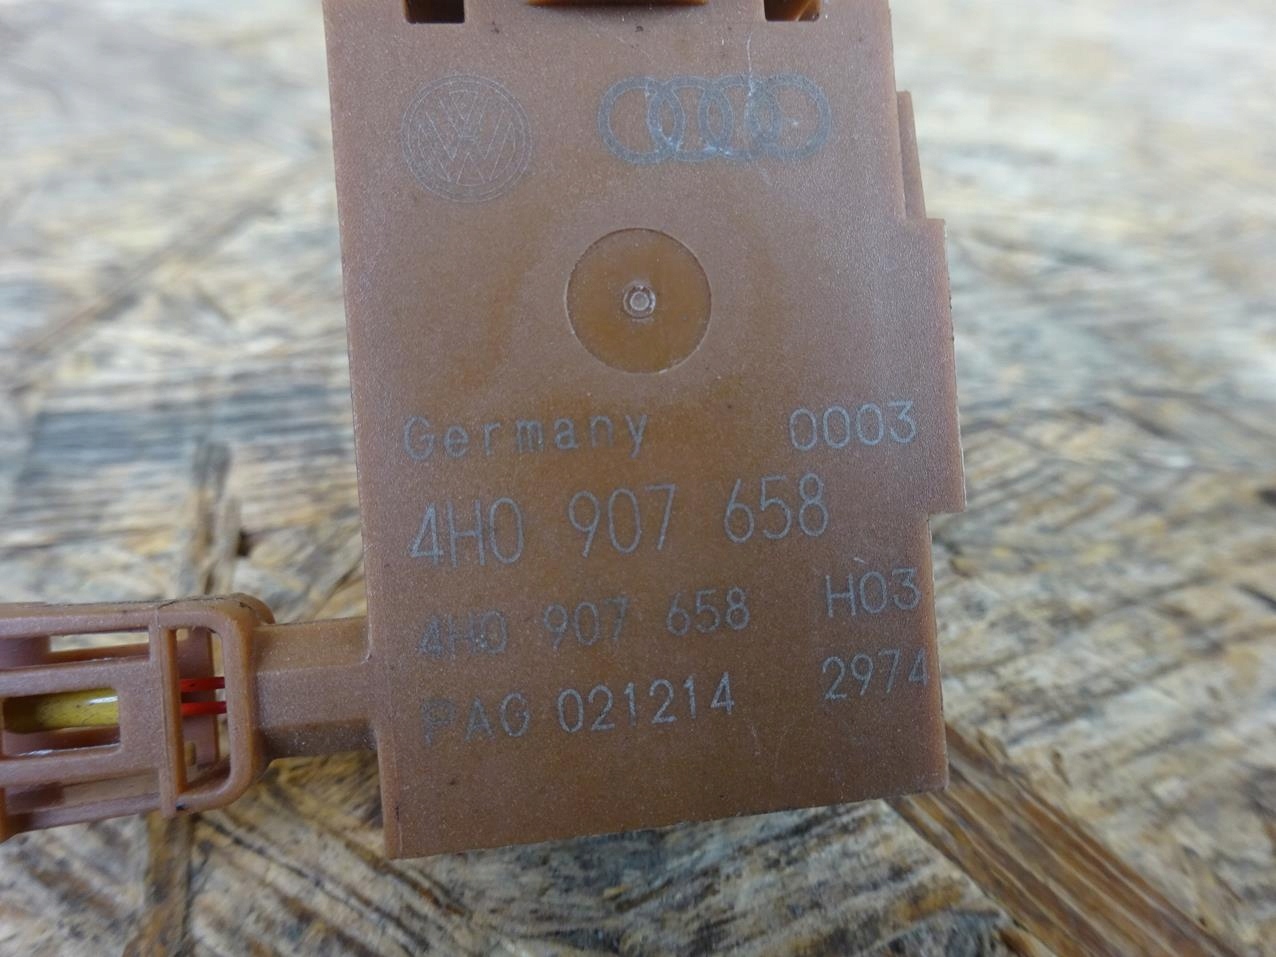 Germany 0003
4H0 907 658
4H0 907 658 H03
PAG 021214 2974